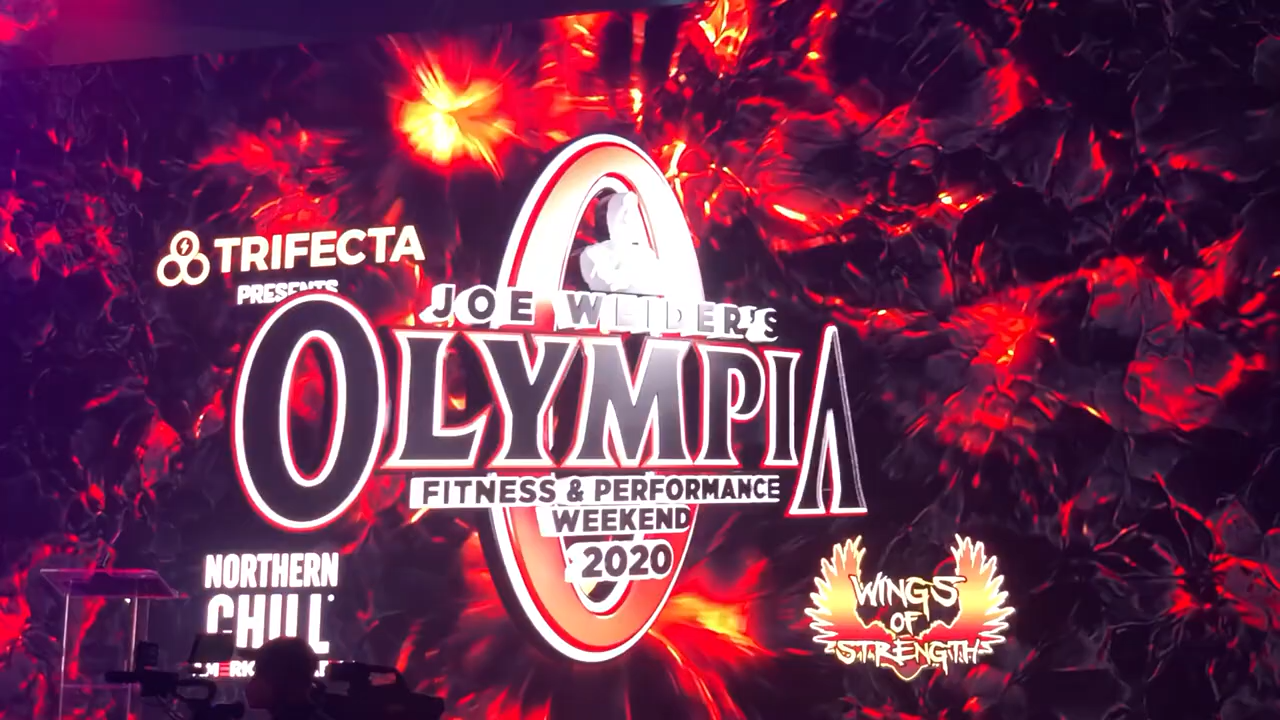 TRIFECTA
PRESENTS
JOE WEIDER'S
OLYMPIA
FITNESS & PERFORMANCE
WEEKEND
2020
NORTHERN
CHILL
WINGS
OF
STRENGTH